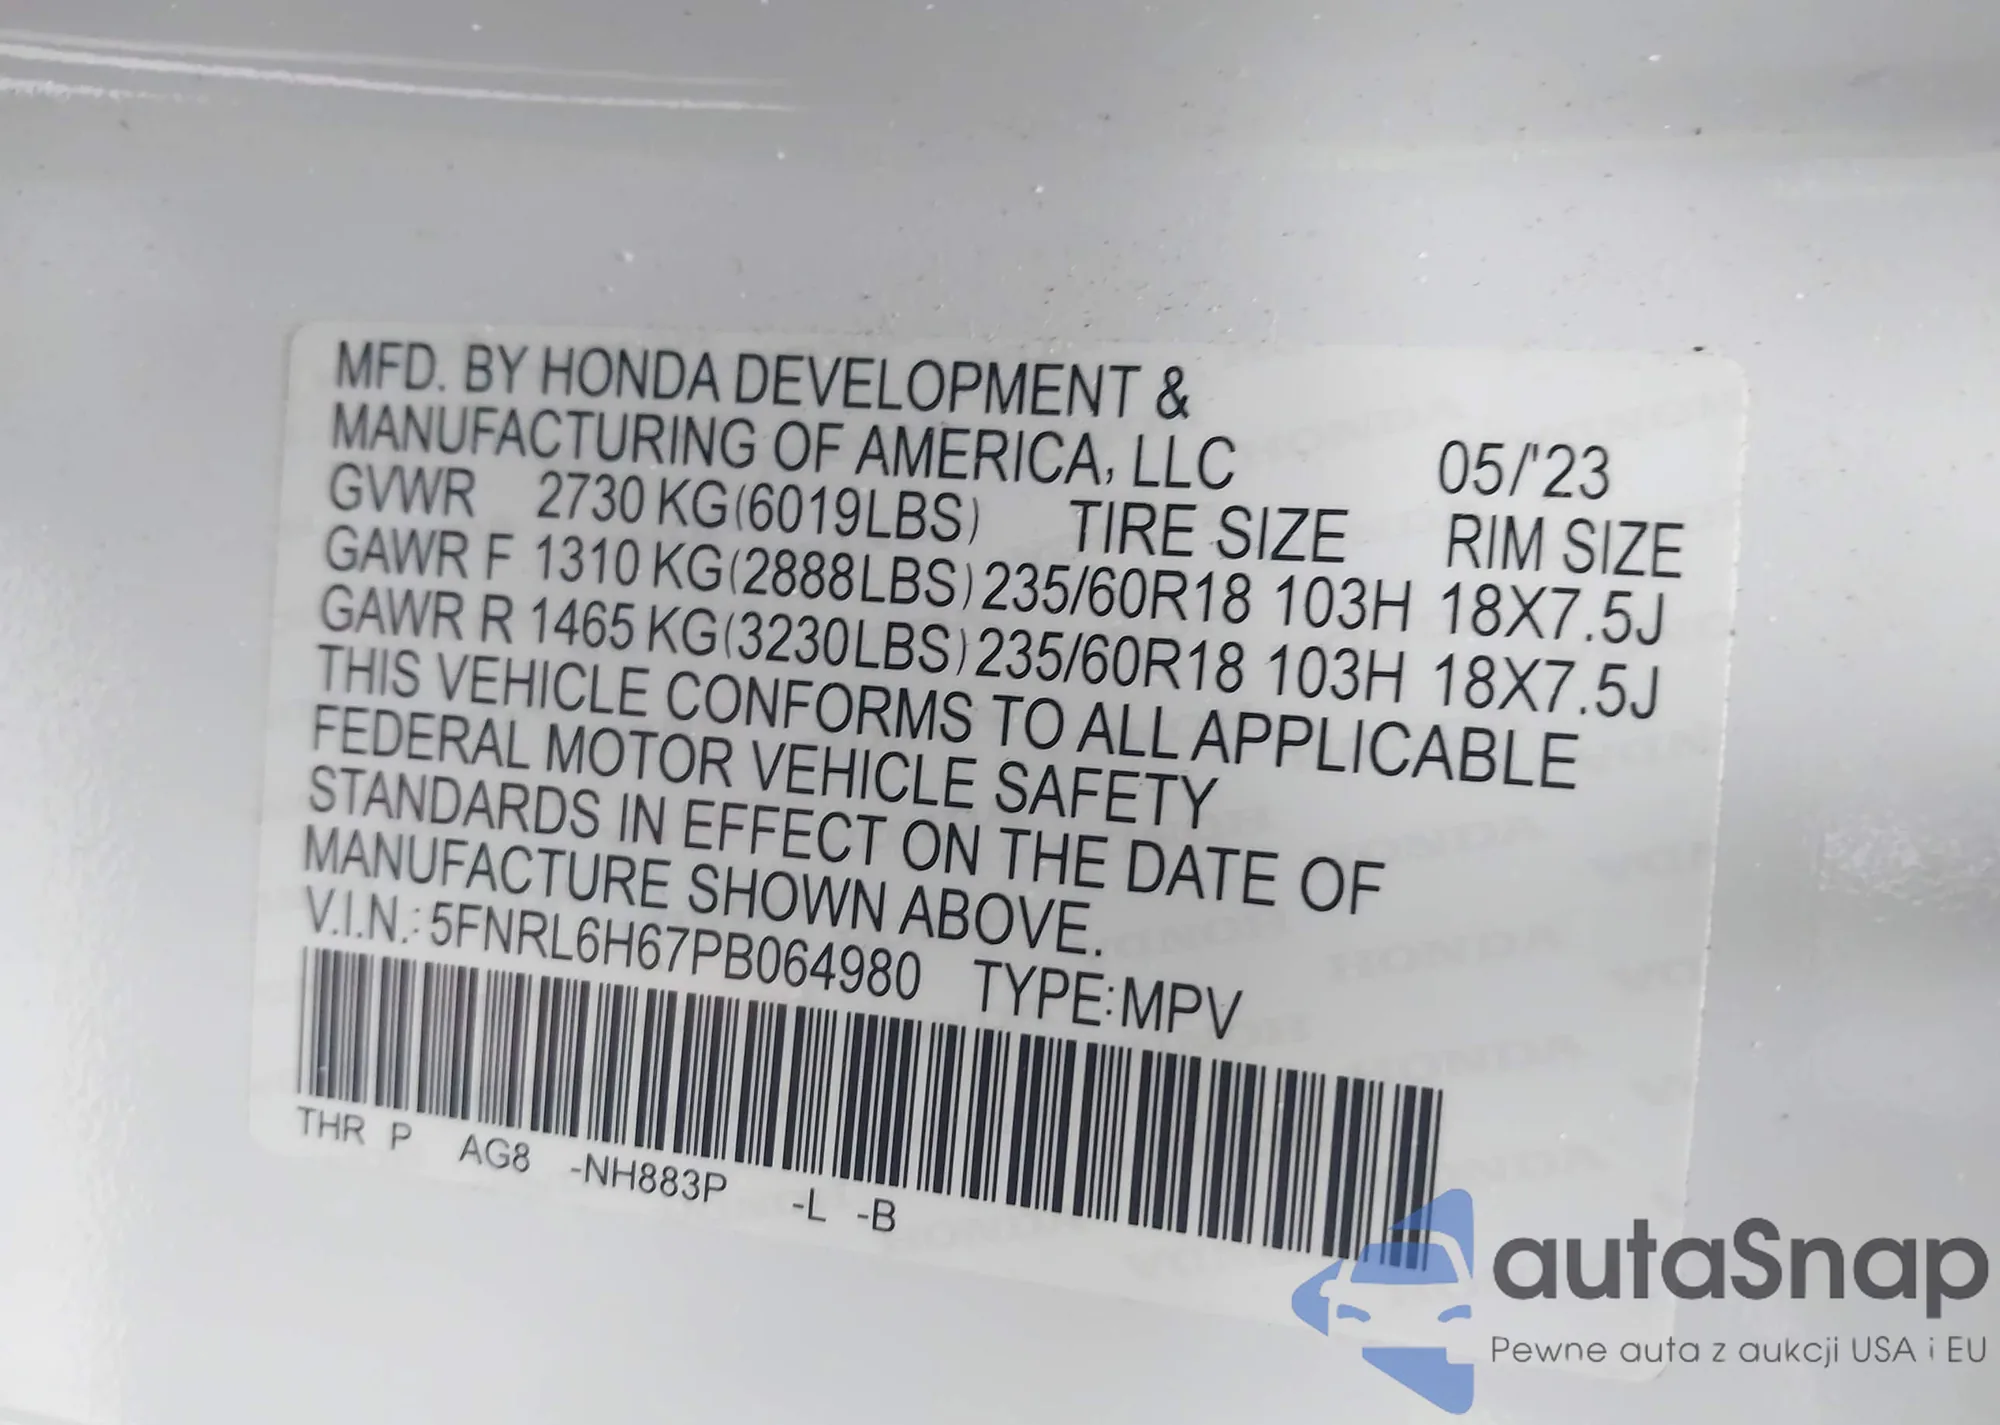 MFD. BY HONDA DEVELOPMENT &
MANUFACTURING OF AMERICA, LLC 05/'23
GVWR 2730 KG(6019LBS) TIRE SIZE RIM SIZE
GAWR F 1310 KG(2888LBS) 235/60R18 103H 18X7.5J
GAWR R 1465 KG(3230LBS) 235/60R18 103H 18X7.5J
THIS VEHICLE CONFORMS TO ALL APPLICABLE
FEDERAL MOTOR VEHICLE SAFETY
STANDARDS IN EFFECT ON THE DATE OF
MANUFACTURE SHOWN ABOVE.
V.I.N.: 5FNRL6H67PB064980 TYPE: MPV
THR P AG8 -NH883P -L -B
autaSnap
Pewne auta z aukcji USA i EU